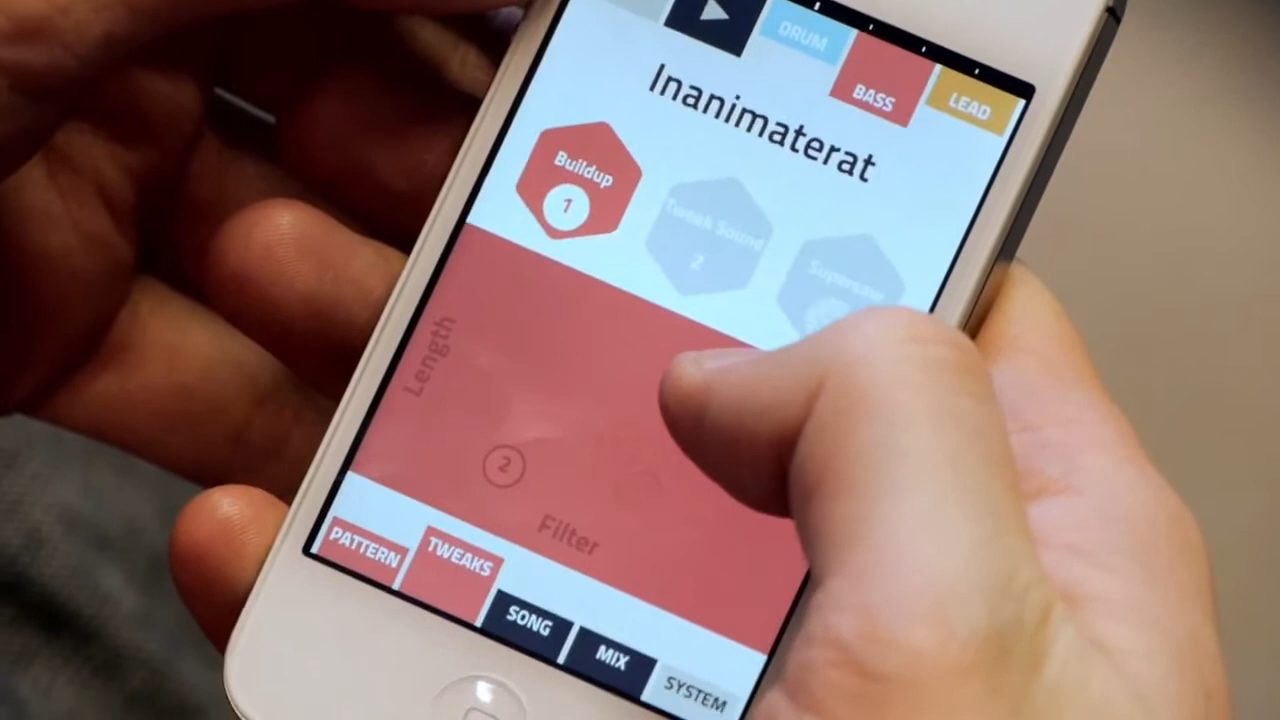 DRUM
BASS
LEAD
Inanimaterat
Buildup
1
Tweak Sound
2
Length
2
Filter
PATTERN
TWEAKS
SONG
MIX
SYSTEM